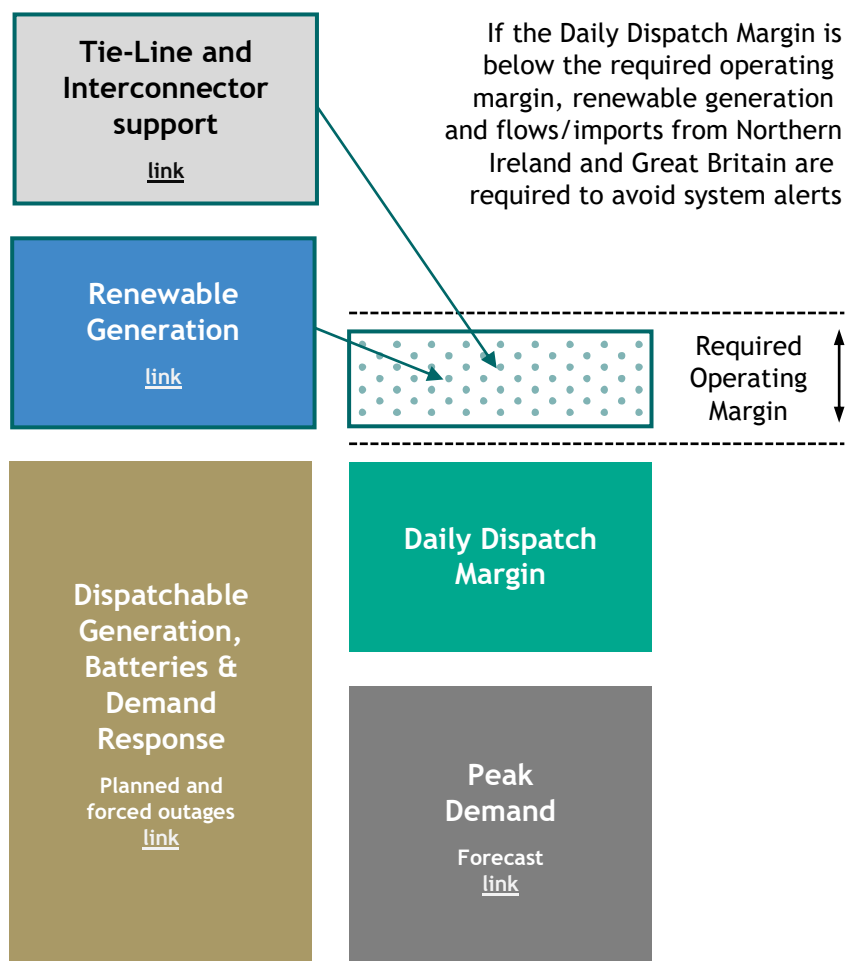 Tie-Line and
Interconnector
support
link
If the Daily Dispatch Margin is
below the required operating
margin, renewable generation
and flows/imports from Northern
Ireland and Great Britain are
required to avoid system alerts
Renewable
Generation
link
Required
Operating
Margin
Daily Dispatch
Margin
Dispatchable
Generation,
Batteries &
Demand
Response
Planned and
forced outages
link
Peak
Demand
Forecast
link